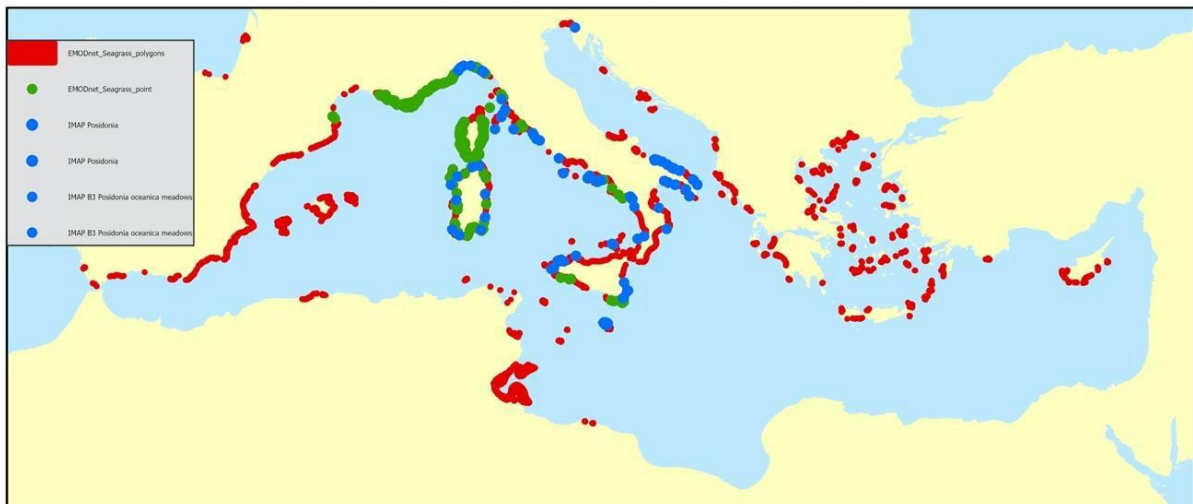 EMODnet_Seagrass_polygons
EMODnet_Seagrass_point
IMAP Posidonia
IMAP Posidonia
IMAP B3 Posidonia oceanica meadows
IMAP B3 Posidonia oceanica meadows